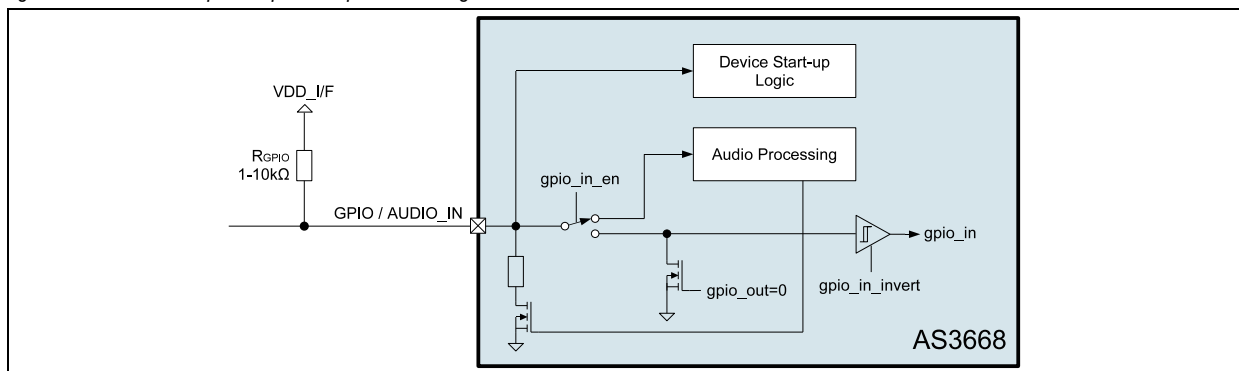 Device Start-up
Logic
VDD_I/F
RGPIO
1-10kΩ
Audio Processing
gpio_in_en
GPIO / AUDIO_IN
gpio_in
gpio_out=0
gpio_in_invert
AS3668